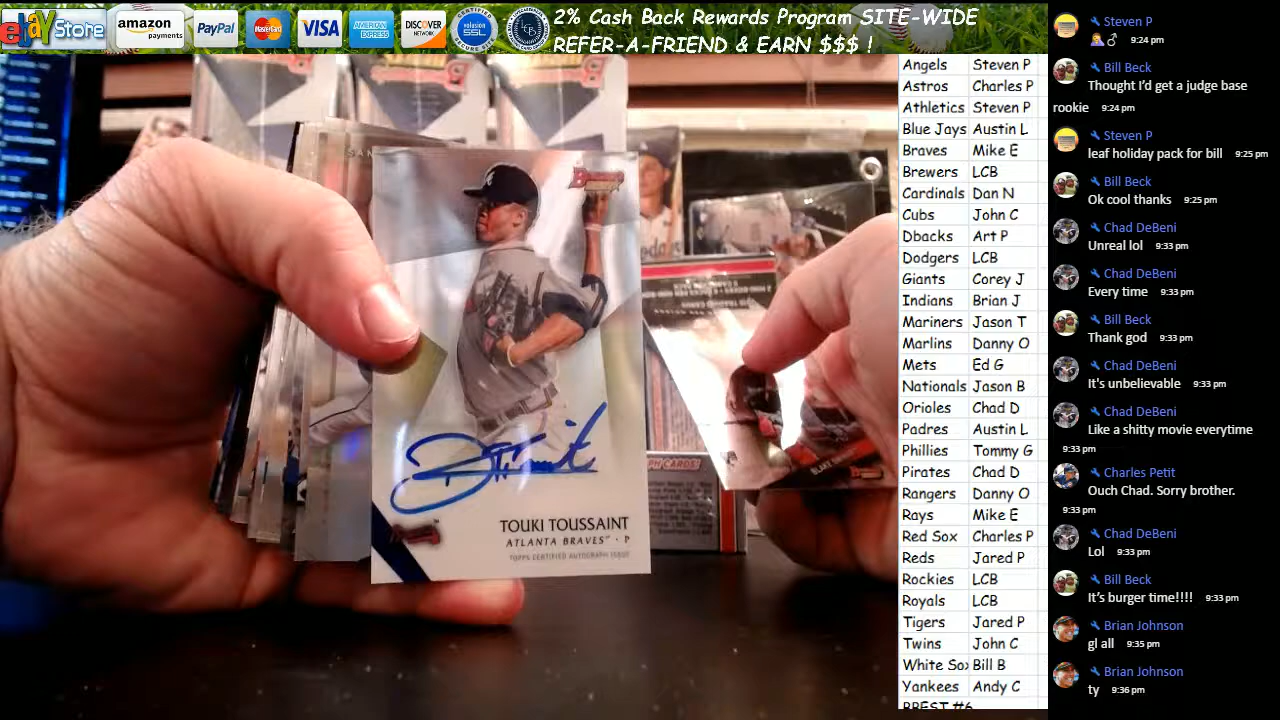 ebay Store
amazon
payments
PayPal
MasterCard
VISA
AMERICAN
EXPRESS
DISCOVER
NETWORK
CERTIFIED
volusion
SSL
SECURE
LCB
2% Cash Back Rewards Program SITE-WIDE
REFER-A-FRIEND & EARN $$$ !
Angels Steven P
Astros Charles P
Athletics Steven P
Blue Jays Austin L
Braves Mike E
Brewers LCB
Cardinals Dan N
Cubs John C
Dbacks Art P
Dodgers LCB
Giants Corey J
Indians Brian J
Mariners Jason T
Marlins Danny O
Mets Ed G
Nationals Jason B
Orioles Chad D
Padres Austin L
Phillies Tommy G
Pirates Chad D
Rangers Danny O
Rays Mike E
Red Sox Charles P
Reds Jared P
Rockies LCB
Royals LCB
Tigers Jared P
Twins John C
White Sox Bill B
Yankees Andy C
BBEST #6
SAN
TOUKI TOUSSAINT
ATLANTA BRAVES™ • P
TOPPS CERTIFIED AUTOGRAPH ISSUE
Steven P
9:24 pm
Bill Beck
Thought I'd get a judge base
rookie 9:24 pm
Steven P
leaf holiday pack for bill 9:25 pm
Bill Beck
Ok cool thanks 9:25 pm
Chad DeBeni
Unreal lol 9:33 pm
Chad DeBeni
Every time 9:33 pm
Bill Beck
Thank god 9:33 pm
Chad DeBeni
It's unbelievable 9:33 pm
Chad DeBeni
Like a shitty movie everytime
9:33 pm
Charles Petit
Ouch Chad. Sorry brother.
9:33 pm
Chad DeBeni
Lol 9:33 pm
Bill Beck
It's burger time!!!! 9:33 pm
Brian Johnson
gl all 9:35 pm
Brian Johnson
ty 9:36 pm